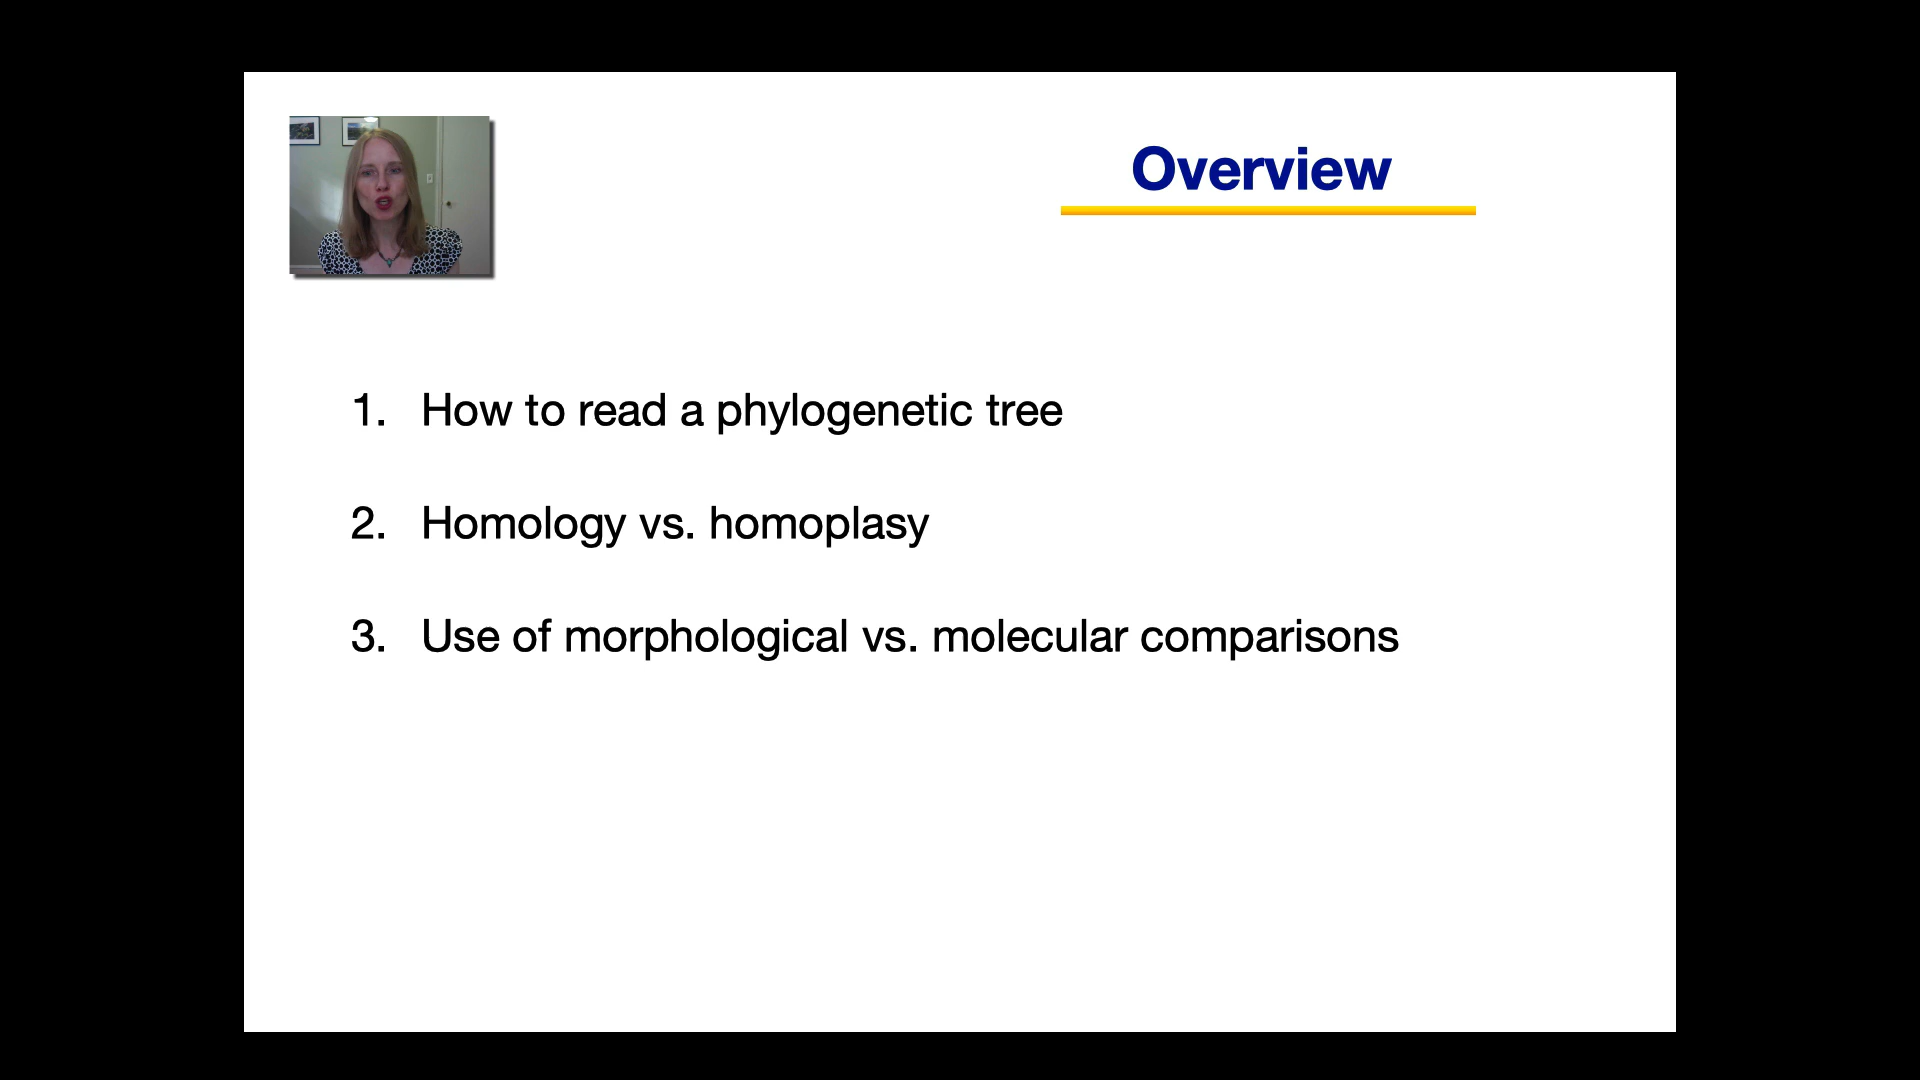 Overview
1. How to read a phylogenetic tree
2. Homology vs. homoplasy
3. Use of morphological vs. molecular comparisons